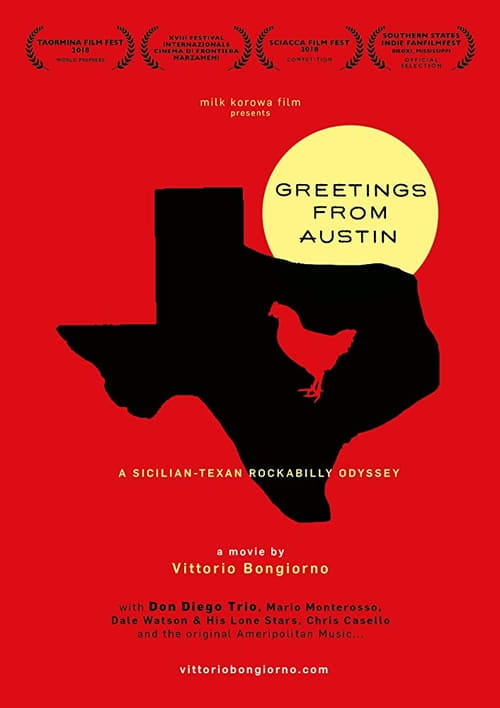 TAORMINA FILM FEST
2018
WORLD PREMIERE
XVIII FESTIVAL
INTERNAZIONALE
CINEMA DI FRONTIERA
MARZAMEMI
SCIACCA FILM FEST
2018
COMPETITION
SOUTHERN STATES
INDIE FANFILMFEST
BILOXI, MISSISSIPPI
OFFICIAL
SELECTION
milk korowa film
presents
GREETINGS
FROM
AUSTIN
A SICILIAN-TEXAN ROCKABILLY ODYSSEY
a movie by
Vittorio Bongiorno
with Don Diego Trio, Mario Monterosso,
Dale Watson & His Lone Stars, Chris Casello
and the original Ameripolitan Music...
vittoriobongiorno.com